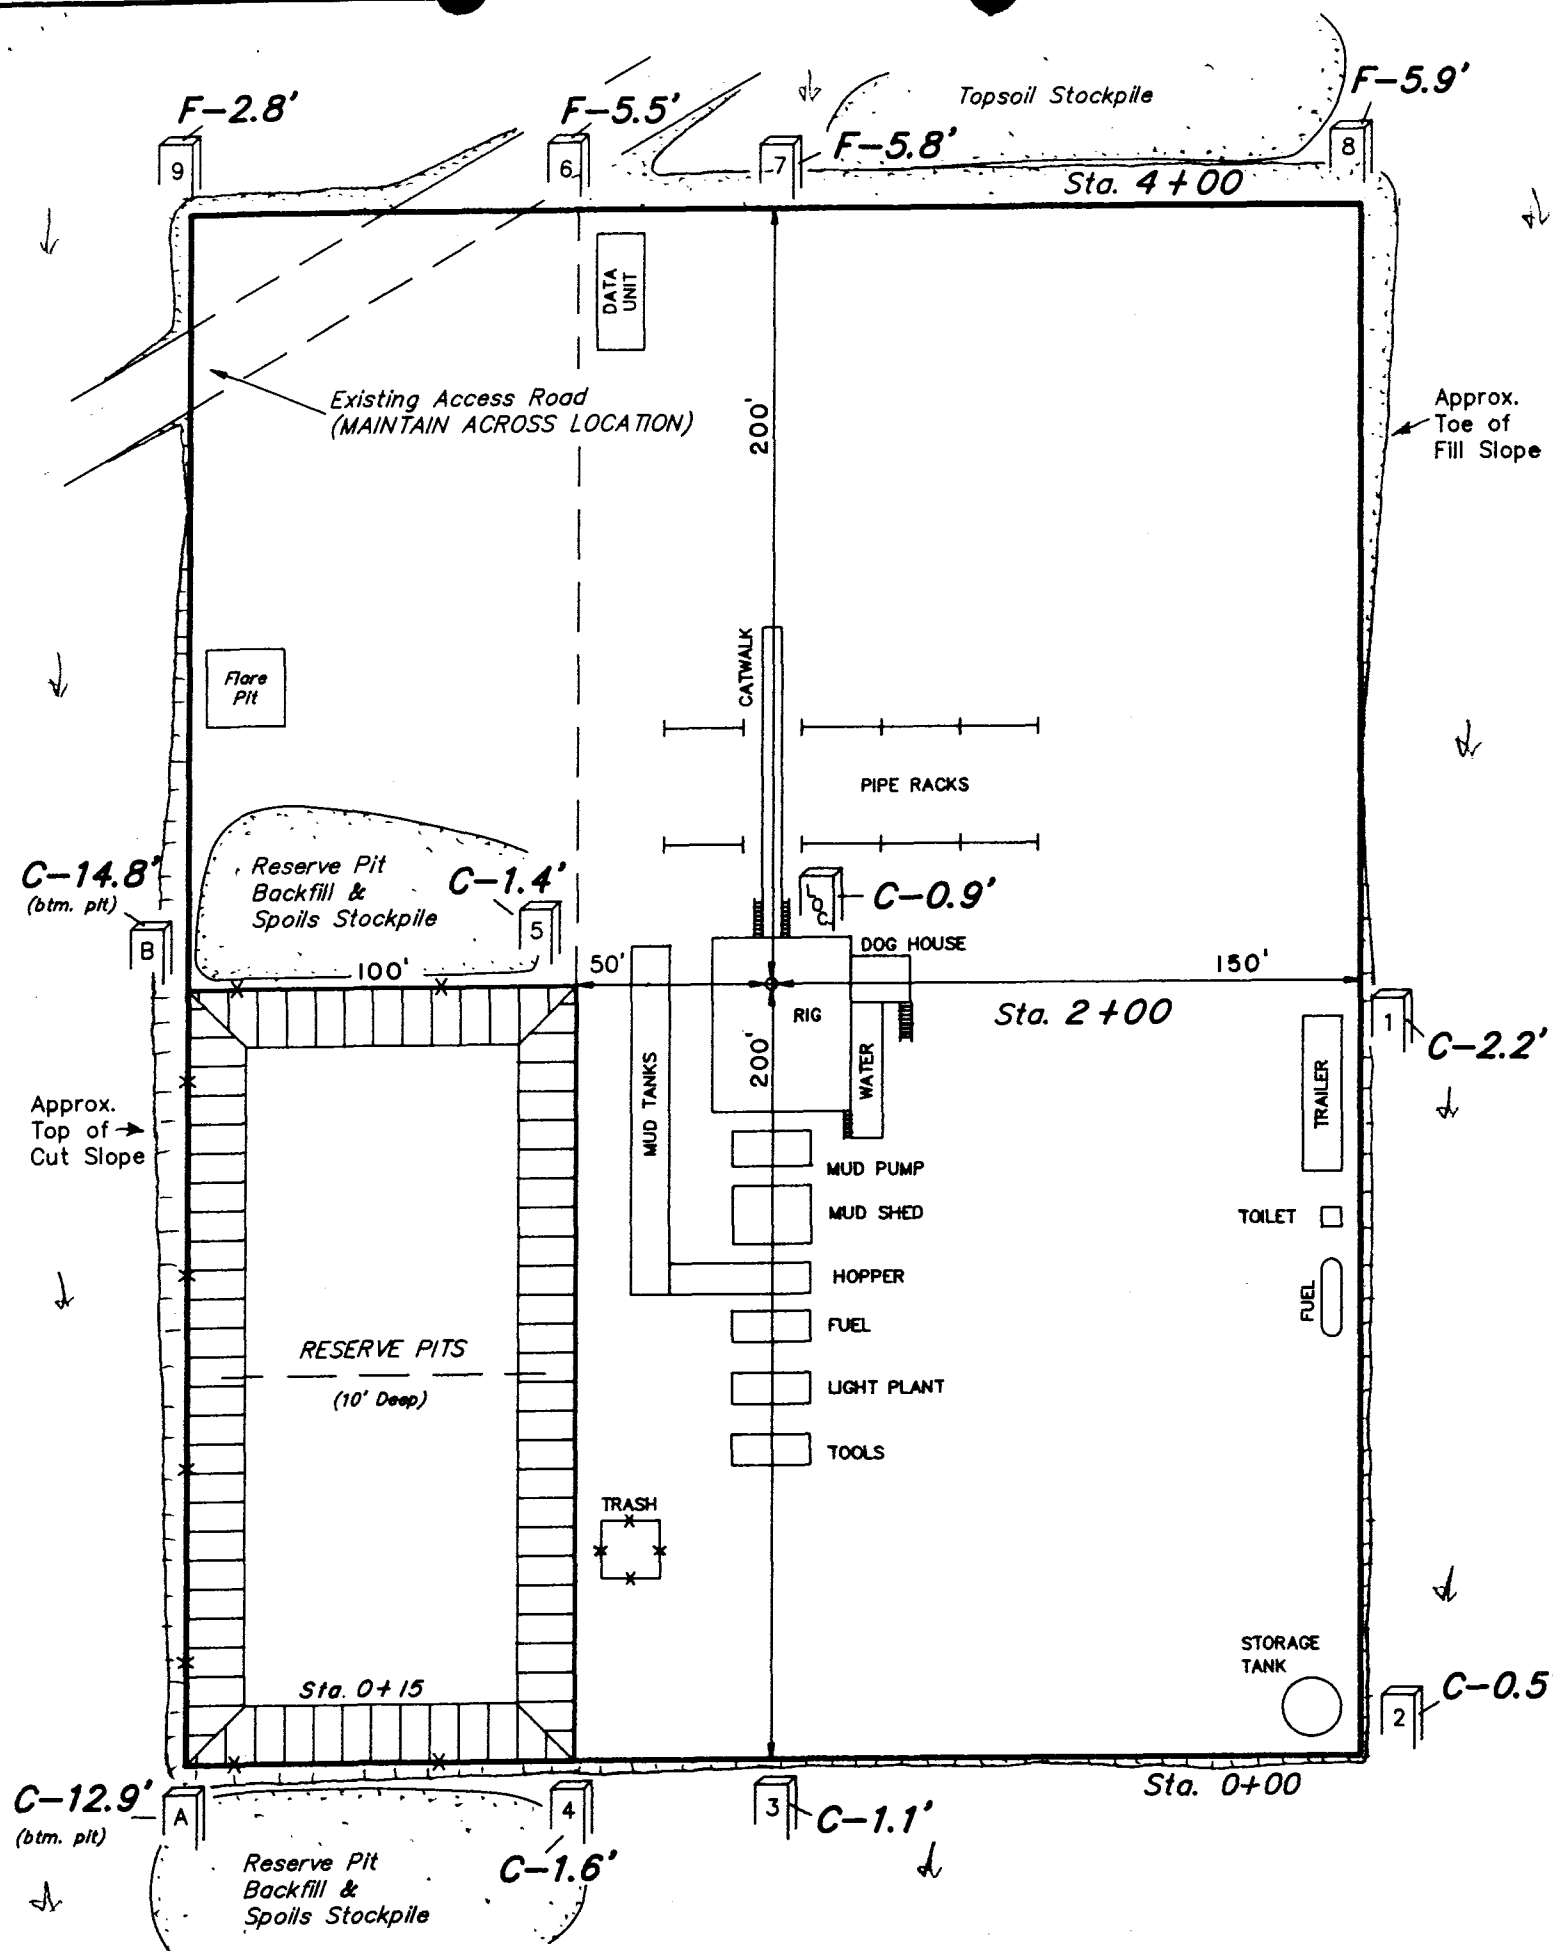 Topsoil Stockpile
F-5.9'
F-2.8'
F-5.5'
F-5.8'
9
6
7
8
Sta. 4+00
DATA
UNIT
Existing Access Road
(MAINTAIN ACROSS LOCATION)
200'
Approx.
Toe of
Fill Slope
CATWALK
Flare
Pit
PIPE RACKS
C-14.8'
(btm. pit)
B
Reserve Pit
Backfill &
Spoils Stockpile
C-1.4'
5
LOC.
C-0.9'
DOG HOUSE
100'
50'
150'
RIG
Sta. 2+00
1
C-2.2'
200'
MUD TANKS
WATER
TRAILER
Approx.
Top of
Cut Slope
MUD PUMP
MUD SHED
TOILET
HOPPER
FUEL
FUEL
RESERVE PITS
(10' Deep)
LIGHT PLANT
TOOLS
TRASH
STORAGE
TANK
Sta. 0+15
C-0.5
2
Sta. 0+00
C-12.9'
(btm. pit)
A
4
3
C-1.1'
C-1.6'
Reserve Pit
Backfill &
Spoils Stockpile